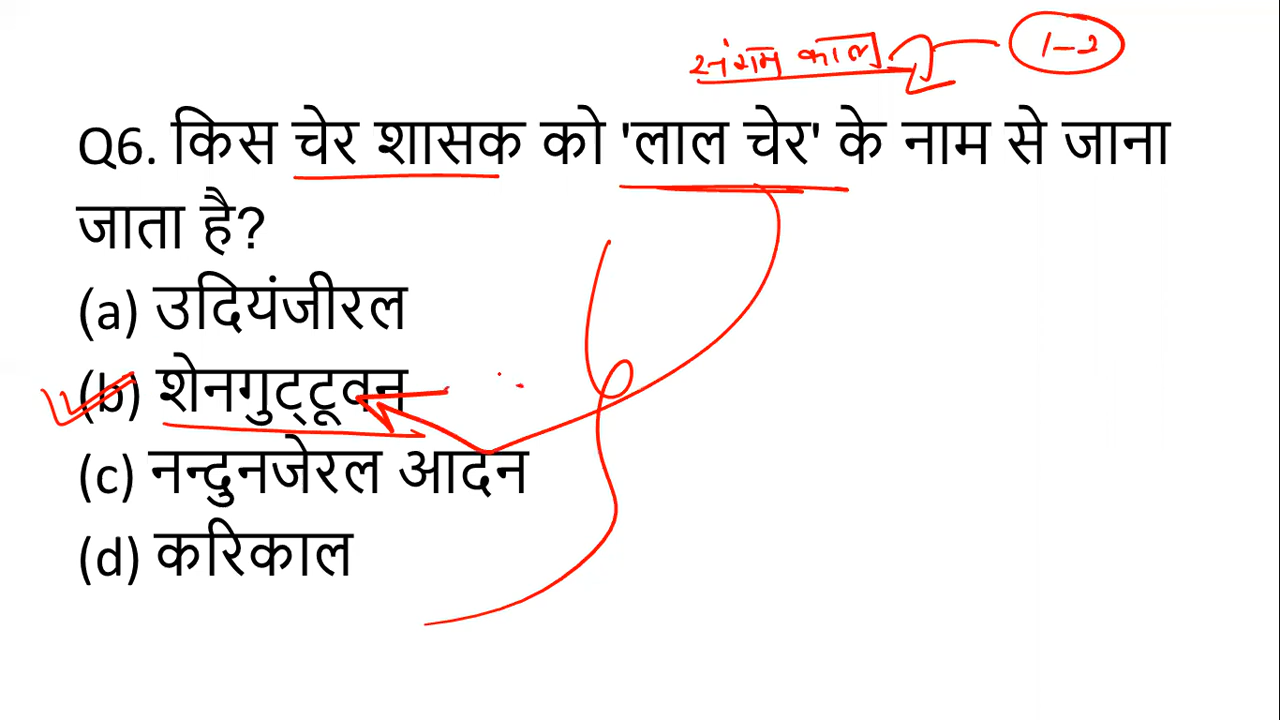 संगम काल 1-2
Q6. किस चेर शासक को 'लाल चेर' के नाम से जाना
जाता है?
(a) उदियंजीरल
(b) शेनगुट्टूवन
(c) नन्दुनजेरल आदन
(d) करिकाल